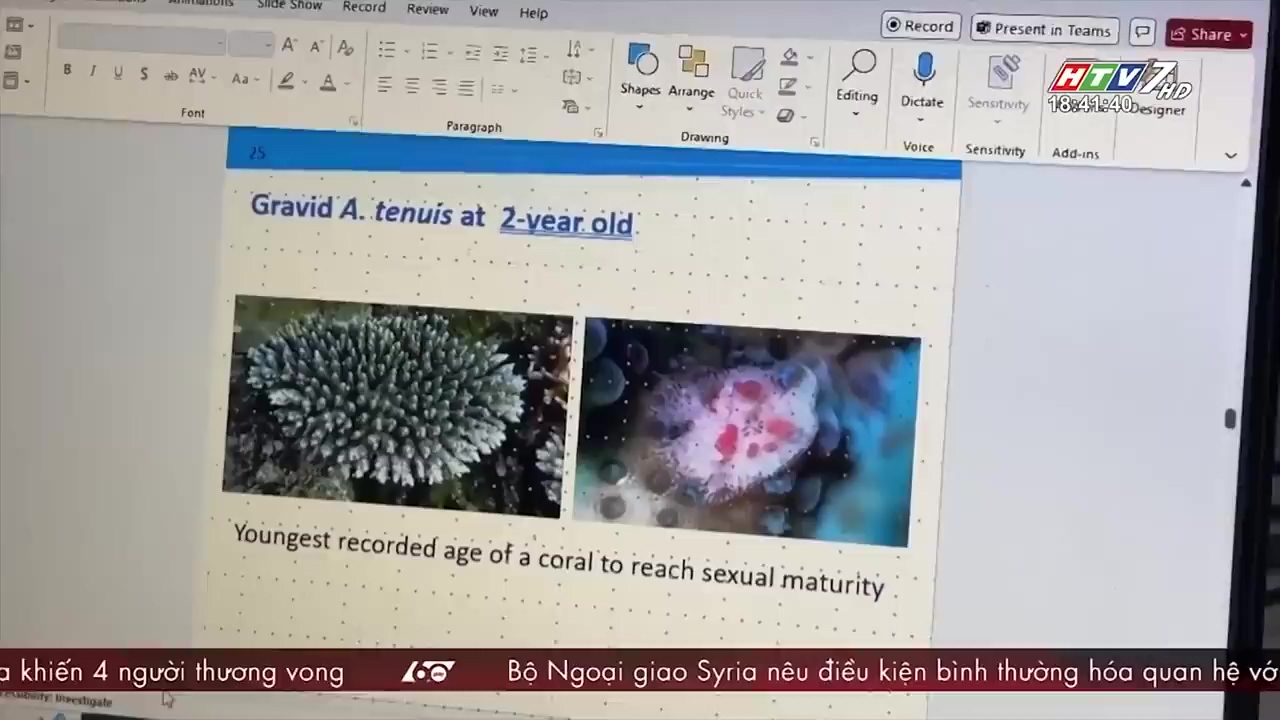 Slide Show Record Review View Help
Record
Present in Teams
Share
HTV7 HD
18:41:40
B I U S ab AV Aa A
Shapes
Arrange
Quick
Styles
Editing
Dictate
Sensitivity
Designer
Font
Paragraph
Drawing
Voice
Sensitivity
Add-ins
25
Gravid A. tenuis at 2-year old
Youngest recorded age of a coral to reach sexual maturity
khiến 4 người thương vong
60 Bộ Ngoại giao Syria nêu điều kiện bình thường hóa quan hệ vớ
Investigate